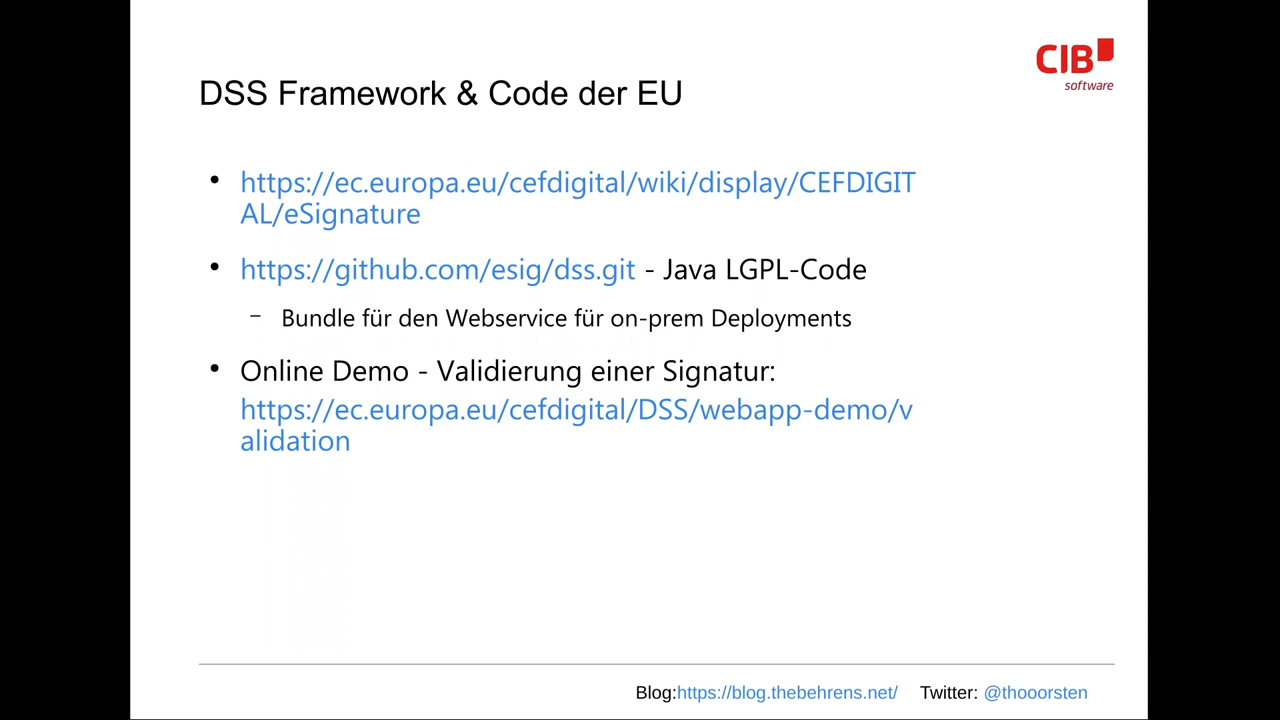 CIB
software
DSS Framework & Code der EU
• https://ec.europa.eu/cefdigital/wiki/display/CEFDIGIT
AL/eSignature
• https://github.com/esig/dss.git - Java LGPL-Code
– Bundle für den Webservice für on-prem Deployments
• Online Demo - Validierung einer Signatur:
https://ec.europa.eu/cefdigital/DSS/webapp-demo/v
alidation
Blog:https://blog.thebehrens.net/ Twitter: @thooorsten